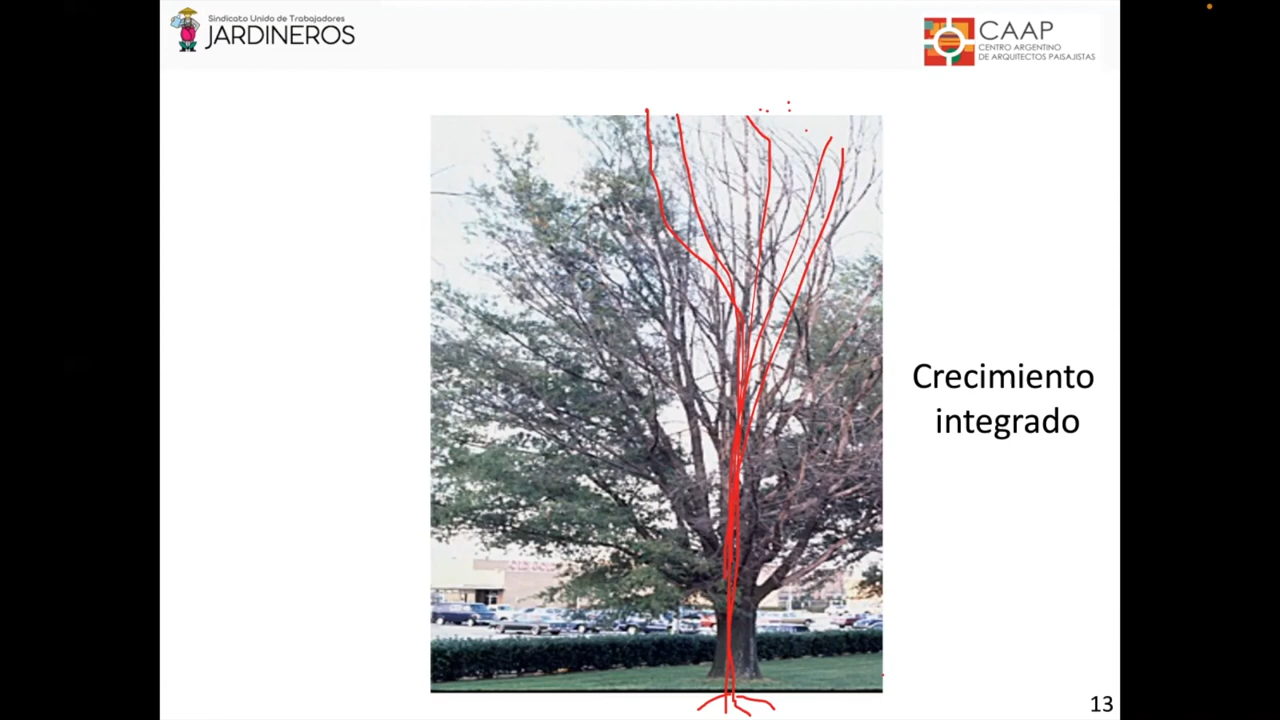 Sindicato Unido de Trabajadores
JARDINEROS
CAAP
CENTRO ARGENTINO
DE ARQUITECTOS PAISAJISTAS
Crecimiento
integrado
13